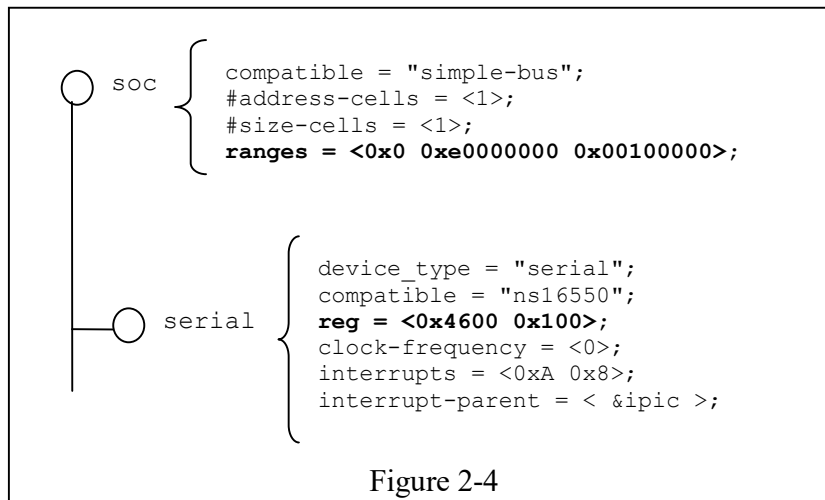 soc
compatible = "simple-bus";
#address-cells = <1>;
#size-cells = <1>;
ranges = <0x0 0xe0000000 0x00100000>;
serial
device_type = "serial";
compatible = "ns16550";
reg = <0x4600 0x100>;
clock-frequency = <0>;
interrupts = <0xA 0x8>;
interrupt-parent = < &ipic >;
Figure 2-4